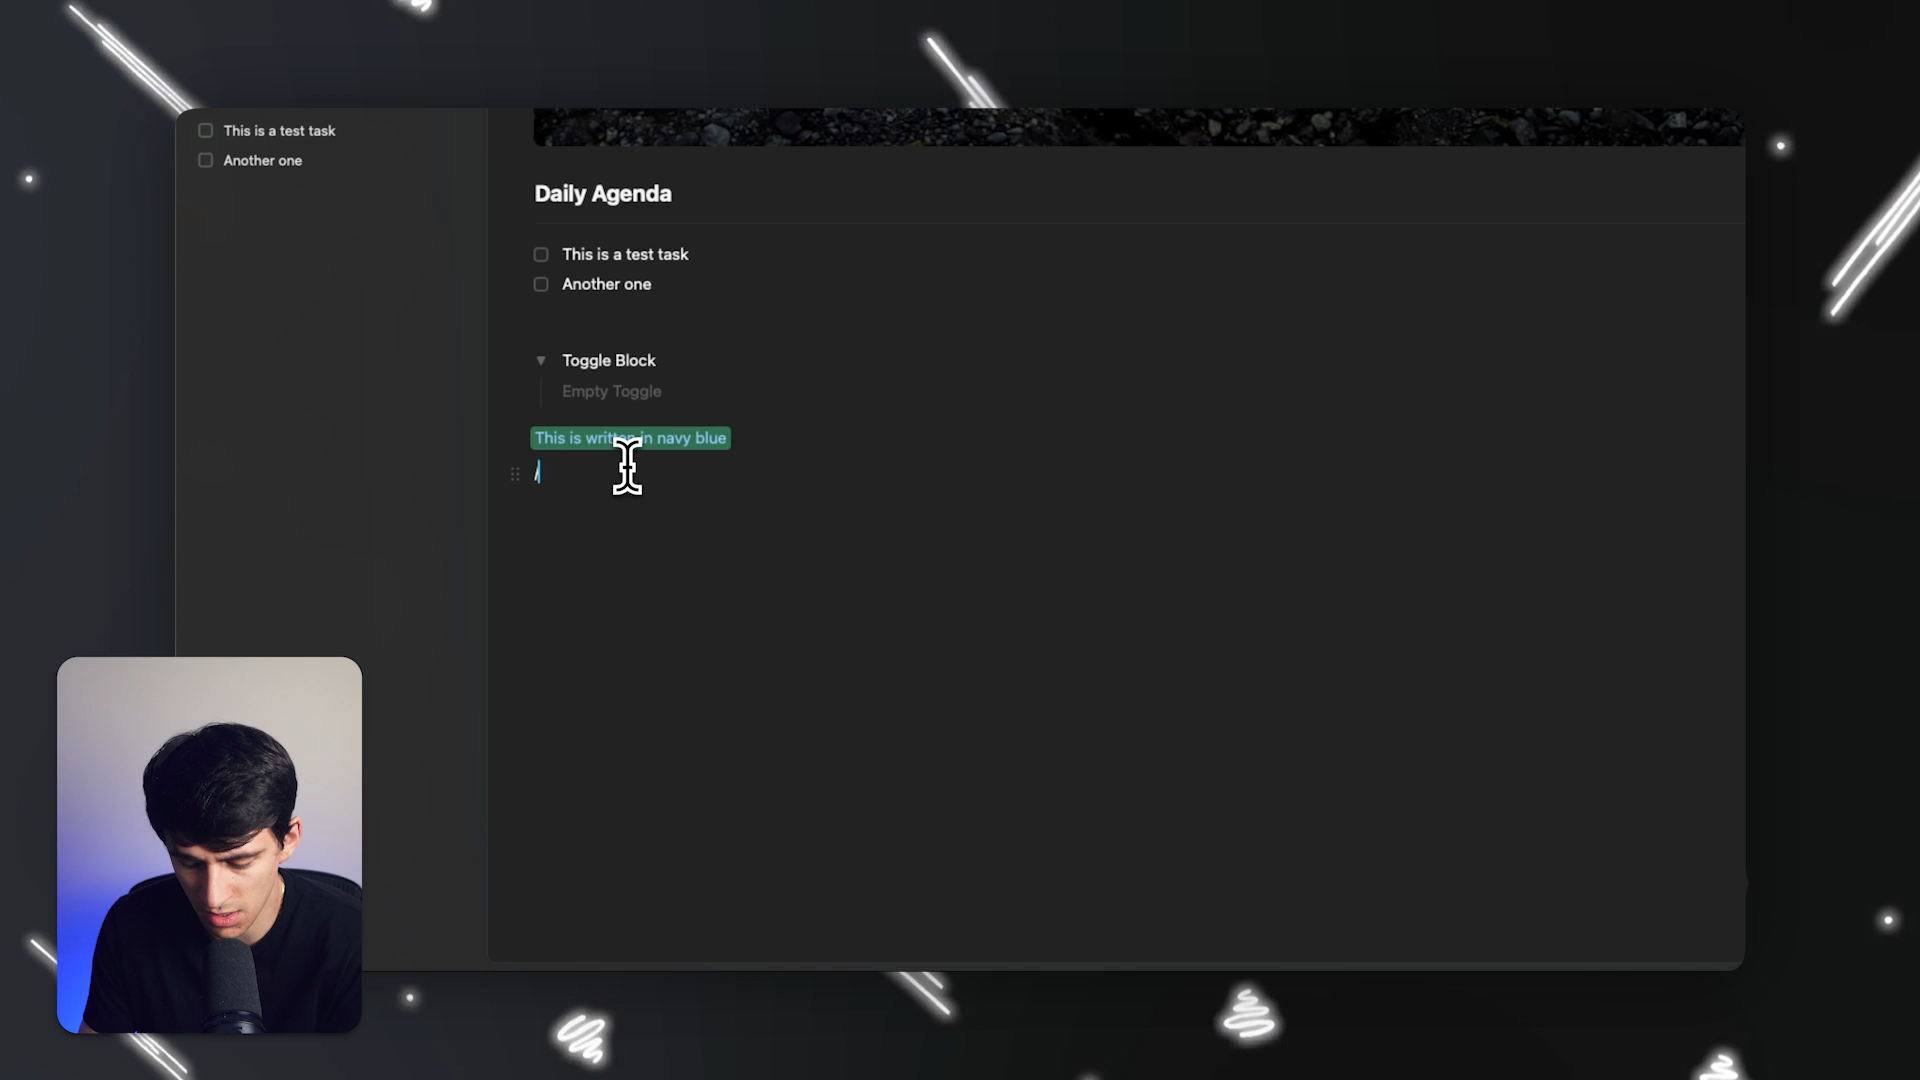 This is a test task
Another one
Daily Agenda
This is a test task
Another one
Toggle Block
Empty Toggle
This is written in navy blue
/